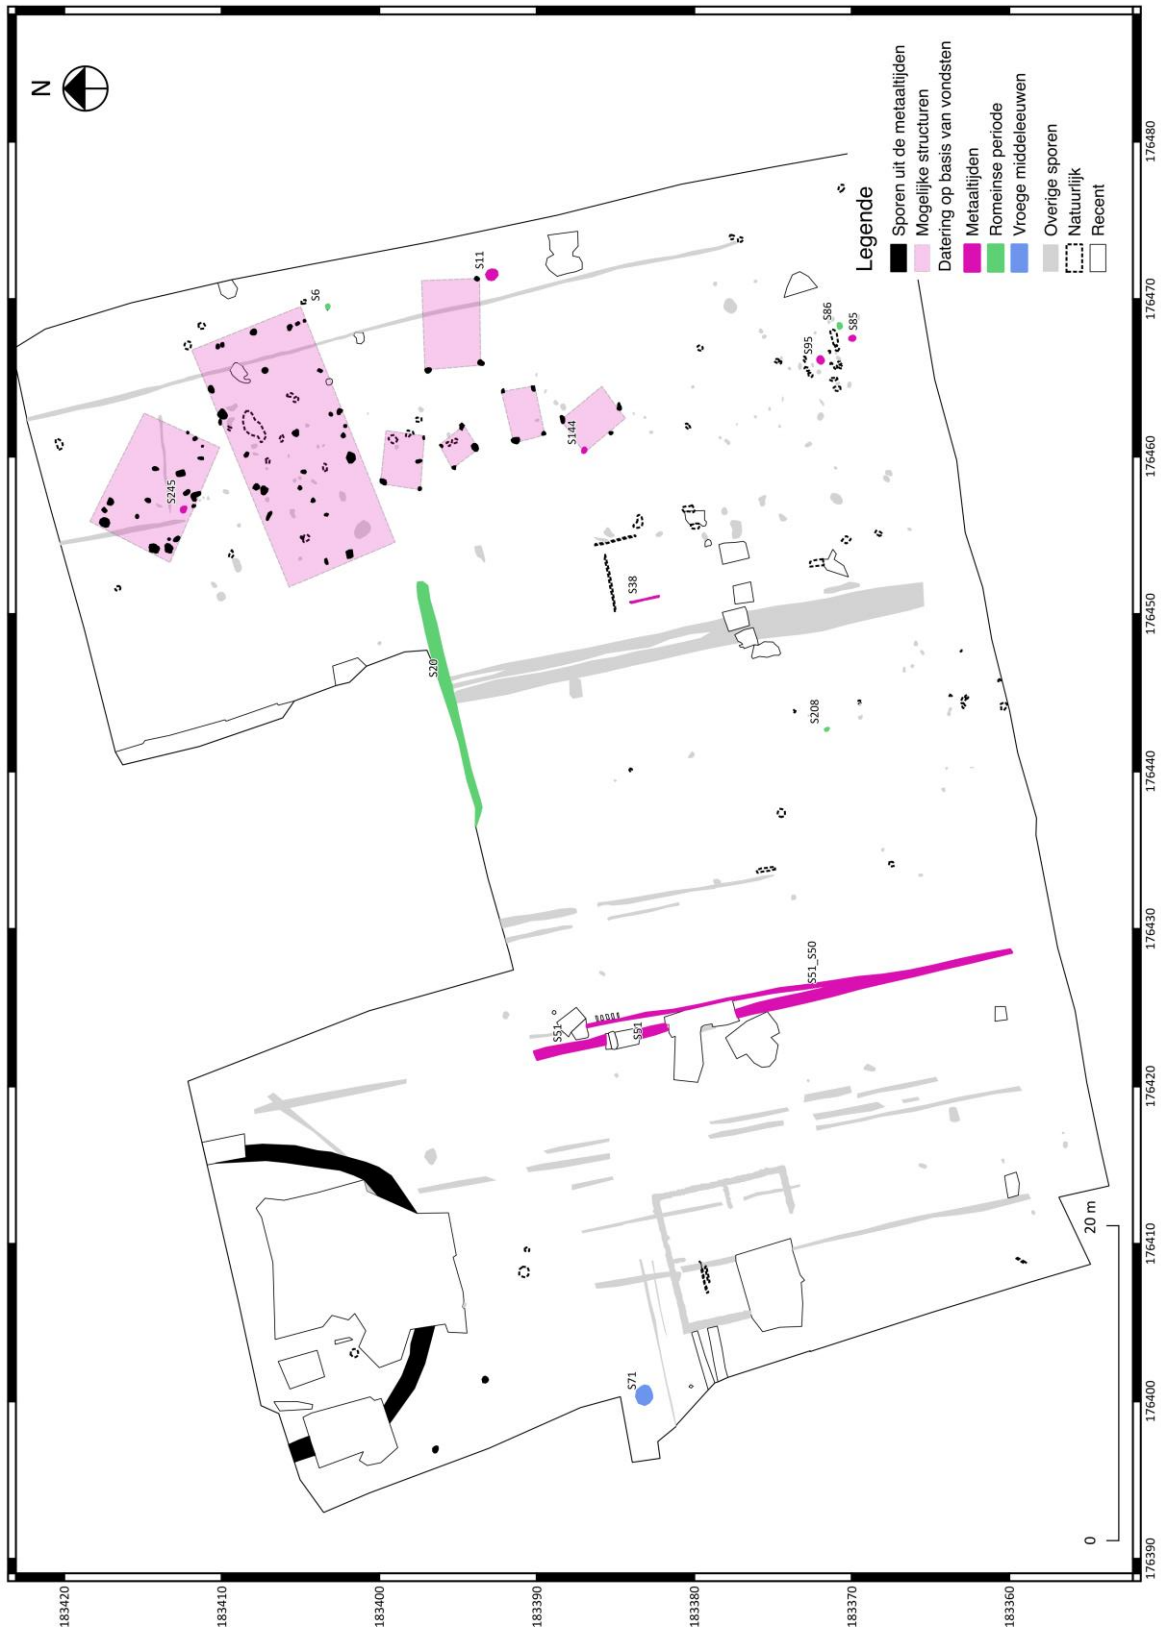 N
S6
S11
S245
S144
S95
S86
S85
S38
S20
S208
S51_S50
S51
S51
S71
Legende
Sporen uit de metaaltijden
Mogelijke structuren
Datering op basis van vondsten
Metaaltijden
Romeinse periode
Vroege middeleeuwen
Overige sporen
Natuurlijk
Recent
0 20 m
176390 176400 176410 176420 176430 176440 176450 176460 176470 176480
183420
183410
183400
183390
183380
183370
183360